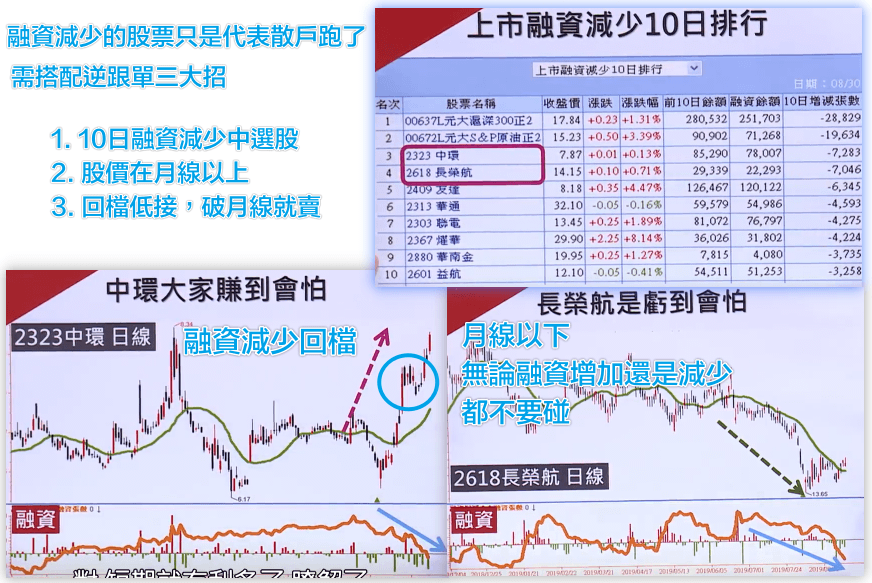 融資減少的股票只是代表散戶跑了
需搭配逆跟單三大招
1. 10日融資減少中選股
2. 股價在月線以上
3. 回檔低接，破月線就賣
上市融資減少10日排行
上市融資減少10日排行
日期：08/30
名次 股票名稱 收盤價 漲跌 漲跌幅 前10日餘額 融資餘額 10日增減張數
1 00637L元大滬深300正2 17.84 +0.23 +1.31% 280,532 251,703 -28,829
2 00672L元大S&P原油正2 15.23 +0.50 +3.39% 90,902 71,268 -19,634
3 2323 中環 7.87 +0.01 +0.13% 85,290 78,007 -7,283
4 2618 長榮航 14.15 +0.10 +0.71% 29,339 22,293 -7,046
5 2409 友達 8.18 +0.35 +4.47% 126,467 120,122 -6,345
6 2313 華通 32.10 -0.05 -0.16% 59,579 54,986 -4,593
7 2303 聯電 13.45 +0.25 +1.89% 81,072 76,797 -4,275
8 2367 燿華 29.90 +2.25 +8.14% 36,026 31,802 -4,224
9 2880 華南金 19.95 +0.25 +1.27% 7,815 4,080 -3,735
10 2601 益航 12.10 -0.05 -0.41% 54,511 51,253 -3,258
中環大家賺到會怕
2323中環 日線
8.34
融資減少回檔
6.17
融資
長榮航是虧到會怕
月線以下
無論融資增加還是減少
都不要碰
2618長榮航 日線
13.65
融資